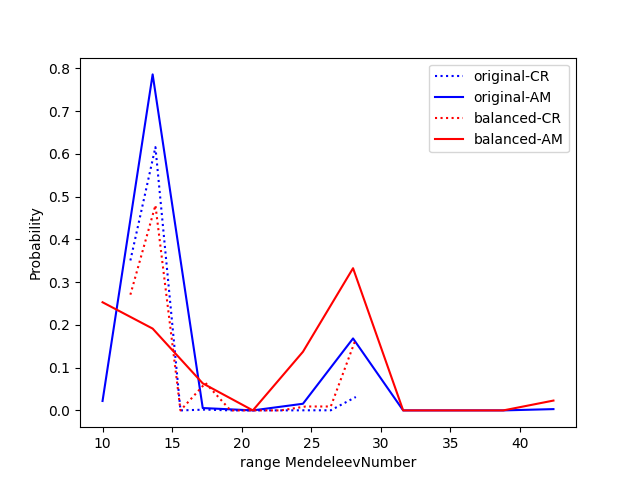 original-CR
original-AM
balanced-CR
balanced-AM
Probability
0.8
0.7
0.6
0.5
0.4
0.3
0.2
0.1
0.0
10 15 20 25 30 35 40
range MendeleevNumber